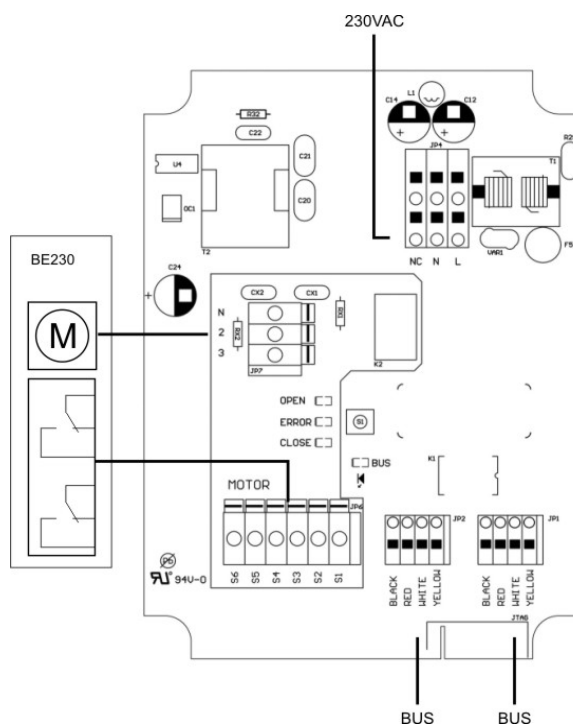 230VAC
L1
C14
C12
R32
C22
JP4
U4
C21
T1
OC1
C20
T2
VAR1
NC N L
BE230
C24
M
CX2
CX1
N
2
3
RX2
RX1
JP7
K2
OPEN
ERROR
CLOSE
S1
BUS
K1
MOTOR
JP6
JP2
JP1
S6 S5 S4 S3 S2 S1
94V-0
BLACK RED WHITE YELLOW
BLACK RED WHITE YELLOW
JTAG
BUS
BUS